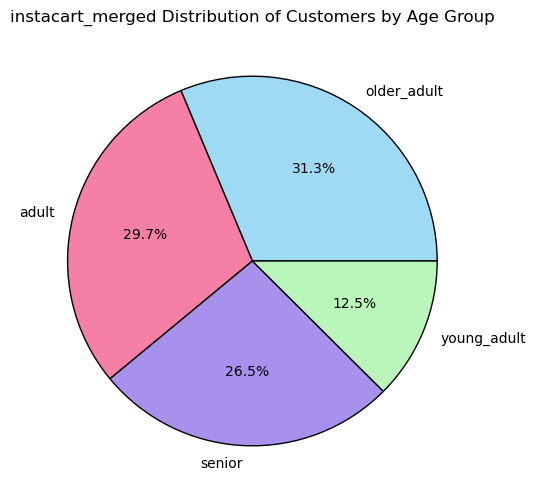 instacart_merged Distribution of Customers by Age Group
older_adult
31.3%
adult
29.7%
12.5%
young_adult
26.5%
senior